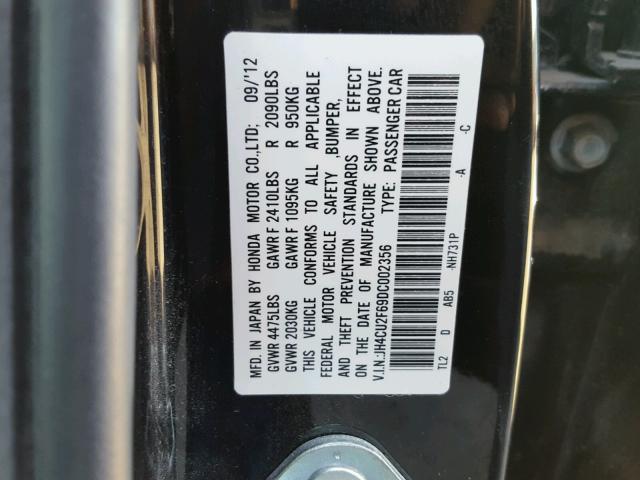 MFD. IN JAPAN BY HONDA MOTOR CO.,LTD; 09/'12
GVWR 4475LBS GAWR F 2410LBS R 2090LBS
GVWR 2030KG GAWR F 1095KG R 950KG
THIS VEHICLE CONFORMS TO ALL APPLICABLE
FEDERAL MOTOR VEHICLE SAFETY ,BUMPER,
AND THEFT PREVENTION STANDARDS IN EFFECT
ON THE DATE OF MANUFACTURE SHOWN ABOVE.
V.I.N.:JH4CU2F69DC002356 TYPE: PASSENGER CAR
TL2 D AB5 -NH731P -A -C